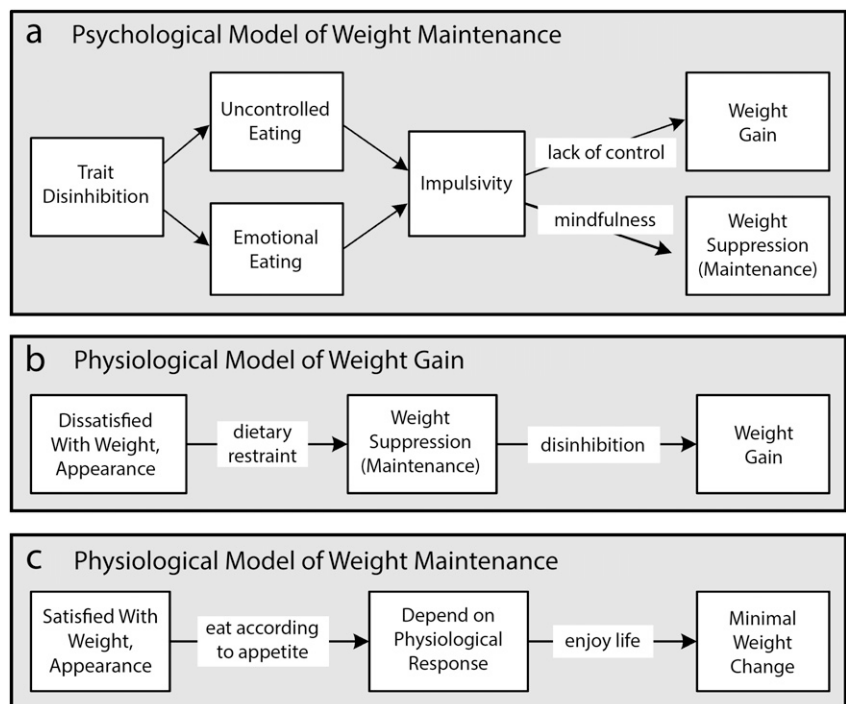 a Psychological Model of Weight Maintenance
Uncontrolled
Eating
Trait
Disinhibition
Emotional
Eating
Impulsivity
lack of control
mindfulness
Weight
Gain
Weight
Suppression
(Maintenance)
b Physiological Model of Weight Gain
Dissatisfied
With Weight,
Appearance
dietary
restraint
Weight
Suppression
(Maintenance)
disinhibition
Weight
Gain
c Physiological Model of Weight Maintenance
Satisfied With
Weight,
Appearance
eat according
to appetite
Depend on
Physiological
Response
enjoy life
Minimal
Weight
Change